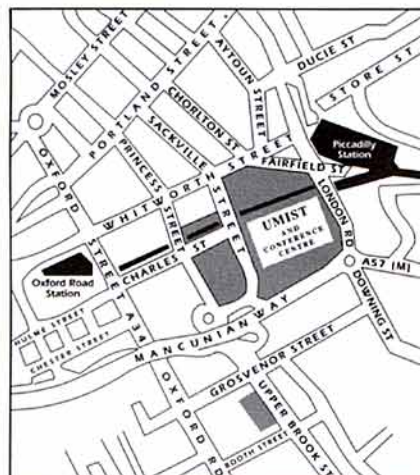 MOSLEY STREET
PORTLAND STREET
AYTOUN STREET
DUCIE ST
STORE ST
CHORLTON ST
SACKVILLE STREET
PRINCESS STREET
OXFORD STREET A34
WHITWORTH STREET
FAIRFIELD ST
Piccadilly
Station
LONDON RD
UMIST
AND
CONFERENCE
CENTRE
CHARLES ST
Oxford Road
Station
A57 (M)
DOWNING ST
HULME STREET
CHESTER STREET
MANCUNIAN WAY
GROSVENOR STREET
OXFORD RD
UPPER BROOK ST
BOOTH STREET